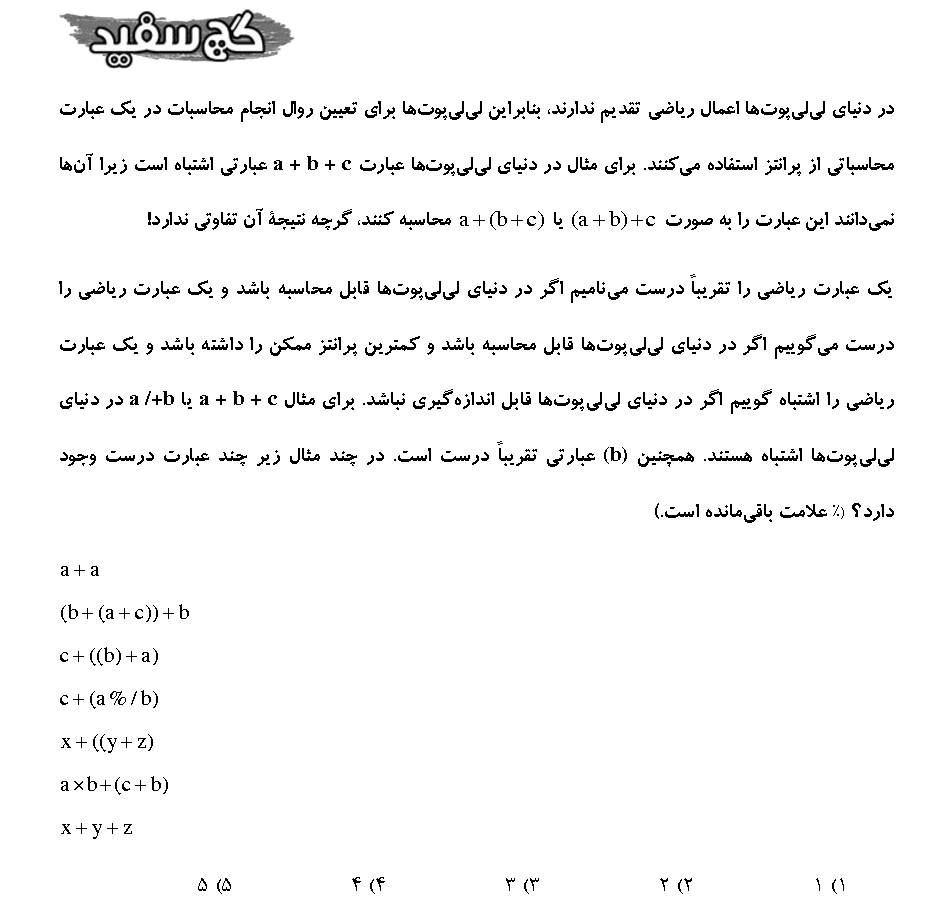 گچ سفید
در دنیای لی‌لی‌پوت‌ها اعمال ریاضی تقدیم ندارند، بنابراین لی‌لی‌پوت‌ها برای تعیین روال انجام محاسبات در یک عبارت
محاسباتی از پرانتز استفاده می‌کنند. برای مثال در دنیای لی‌لی‌پوت‌ها عبارت a + b + c عبارتی اشتباه است زیرا آن‌ها
نمی‌دانند این عبارت را به صورت (a + b) + c یا a + (b + c) محاسبه کنند، گرچه نتیجهٔ آن تفاوتی ندارد!
یک عبارت ریاضی را تقریباً درست می‌نامیم اگر در دنیای لی‌لی‌پوت‌ها قابل محاسبه باشد و یک عبارت ریاضی را
درست می‌گوییم اگر در دنیای لی‌لی‌پوت‌ها قابل محاسبه باشد و کمترین پرانتز ممکن را داشته باشد و یک عبارت
ریاضی را اشتباه گوییم اگر در دنیای لی‌لی‌پوت‌ها قابل اندازه‌گیری نباشد. برای مثال a + b + c یا a /+b در دنیای
لی‌لی‌پوت‌ها اشتباه هستند. همچنین (b) عبارتی تقریباً درست است. در چند مثال زیر چند عبارت درست وجود
دارد؟ (٪ علامت باقی‌مانده است.)
a + a
(b + (a + c)) + b
c + ((b) + a)
c + (a % / b)
x + ((y + z)
a × b + (c + b)
x + y + z
۱) ۱ ۲) ۲ ۳) ۳ ۴) ۴ ۵) ۵